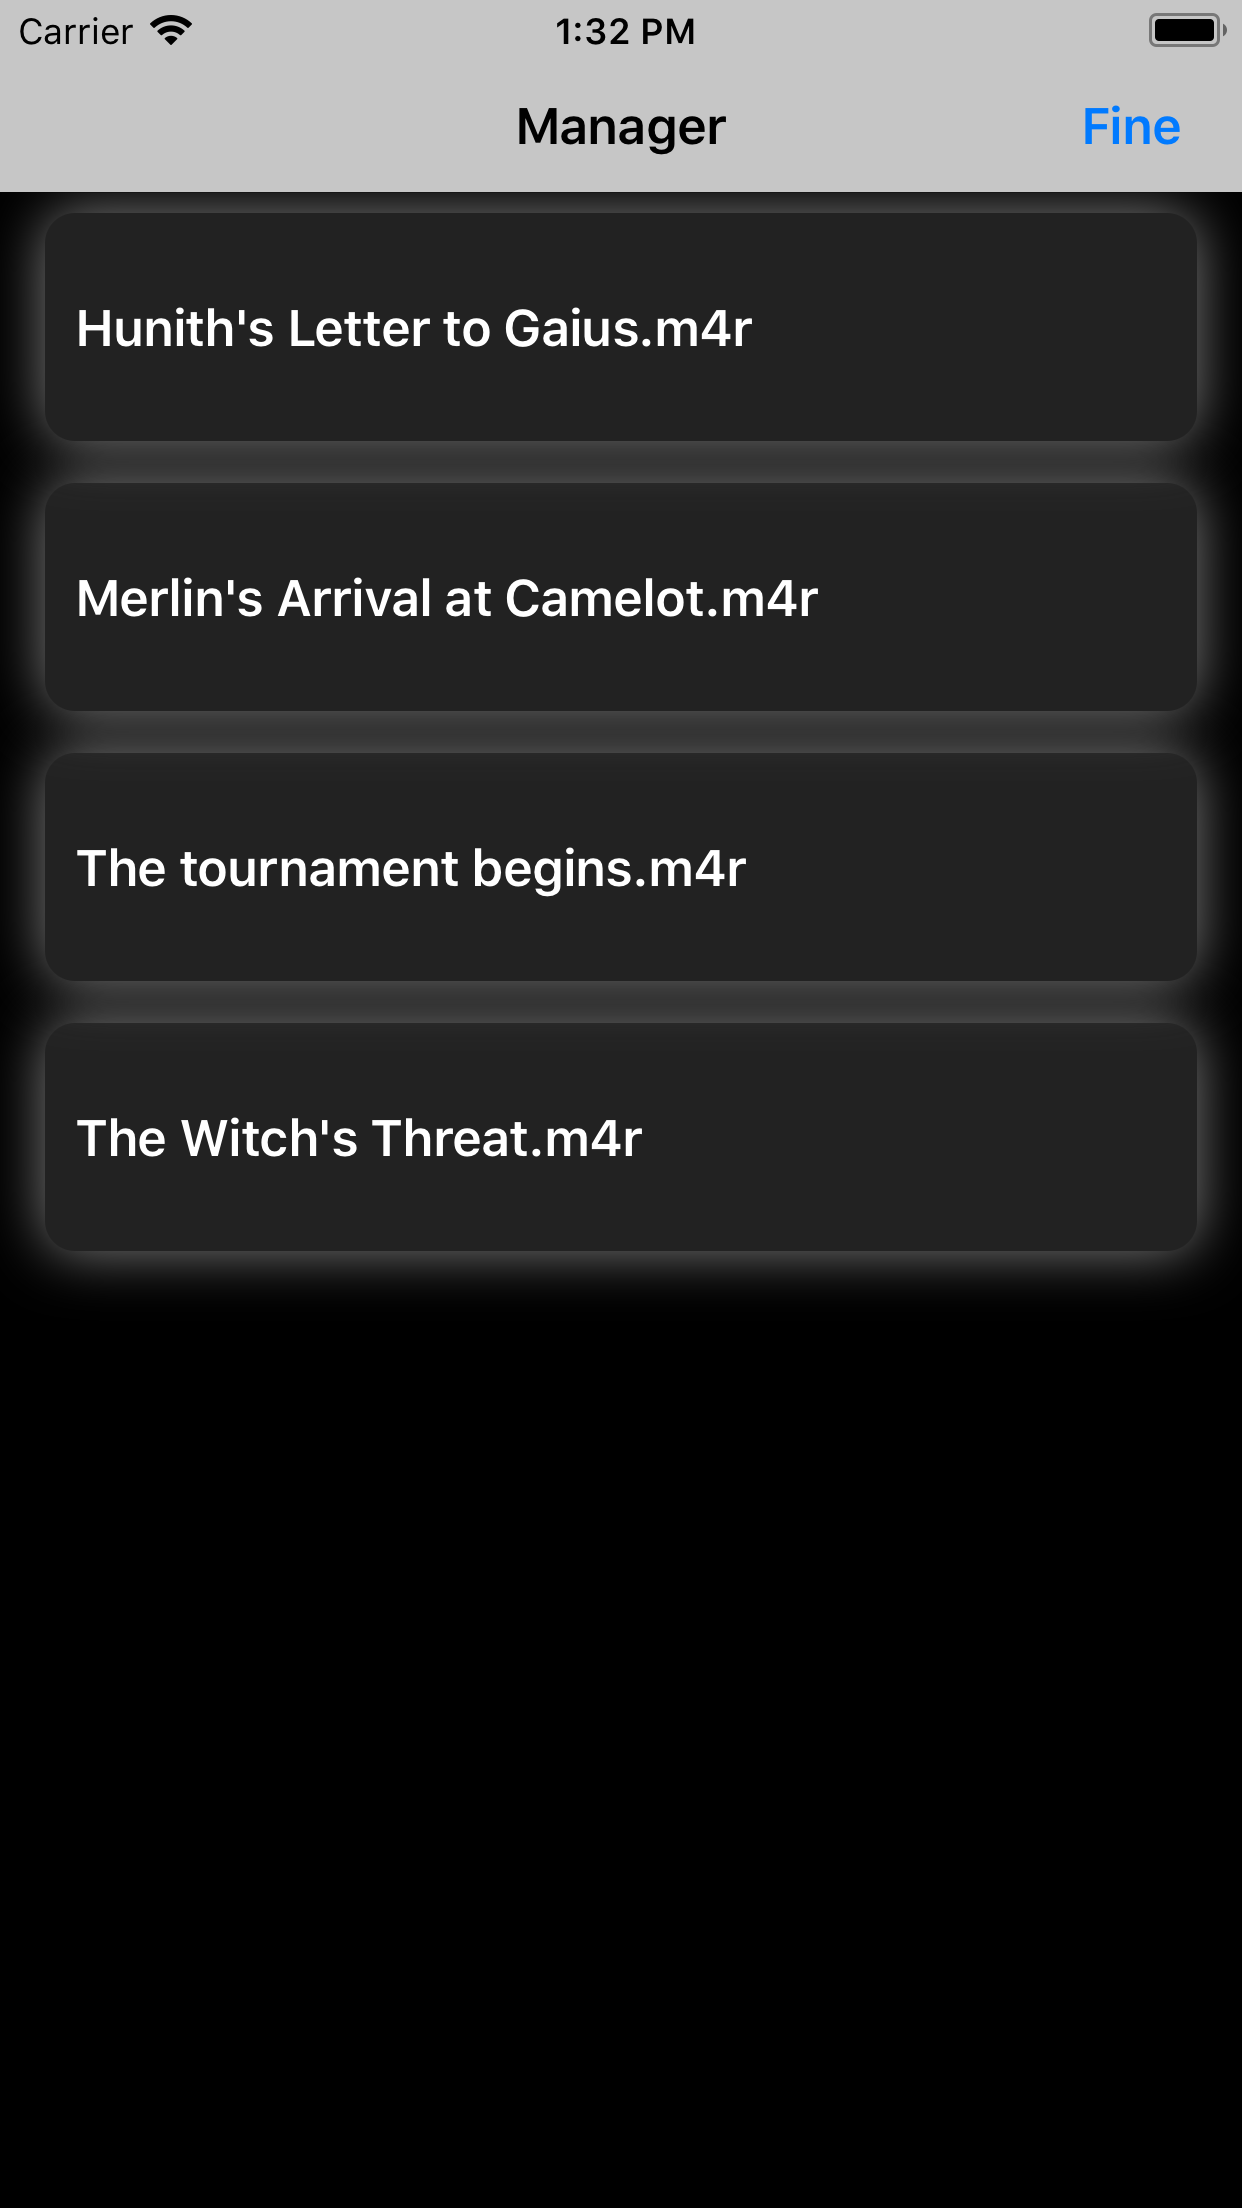 Carrier 1:32 PM
Manager Fine
Hunith's Letter to Gaius.m4r
Merlin's Arrival at Camelot.m4r
The tournament begins.m4r
The Witch's Threat.m4r